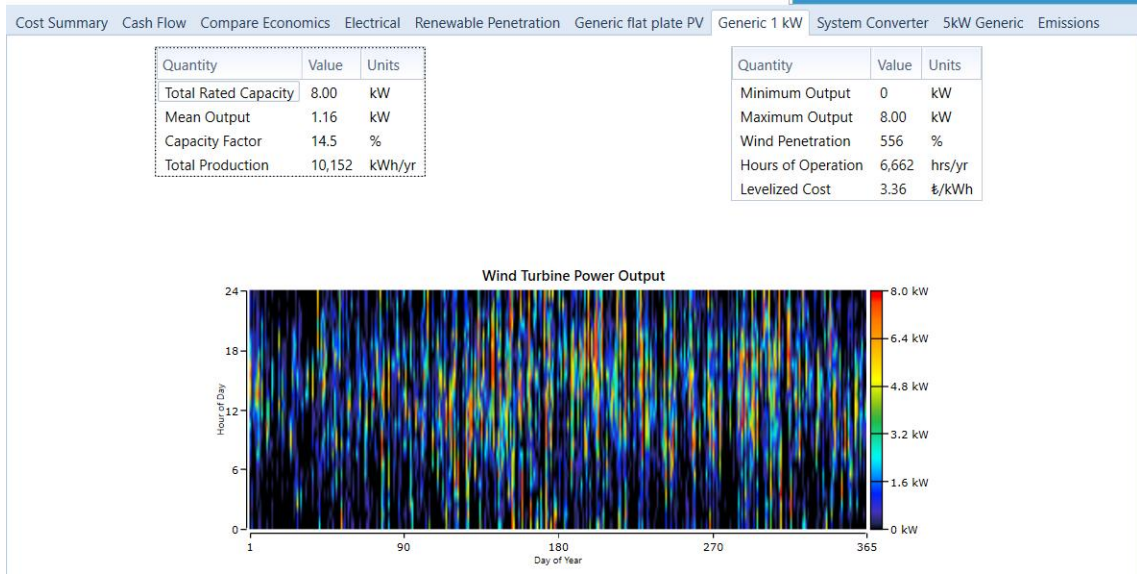 Cost Summary Cash Flow Compare Economics Electrical Renewable Penetration Generic flat plate PV Generic 1 kW System Converter 5kW Generic Emissions
Quantity Value Units
Total Rated Capacity 8.00 kW
Mean Output 1.16 kW
Capacity Factor 14.5 %
Total Production 10,152 kWh/yr
Quantity Value Units
Minimum Output 0 kW
Maximum Output 8.00 kW
Wind Penetration 556 %
Hours of Operation 6,662 hrs/yr
Levelized Cost 3.36 ₺/kWh
Wind Turbine Power Output
24
18
12
6
0
Hour of Day
1 90 180 270 365
Day of Year
8.0 kW
6.4 kW
4.8 kW
3.2 kW
1.6 kW
0 kW